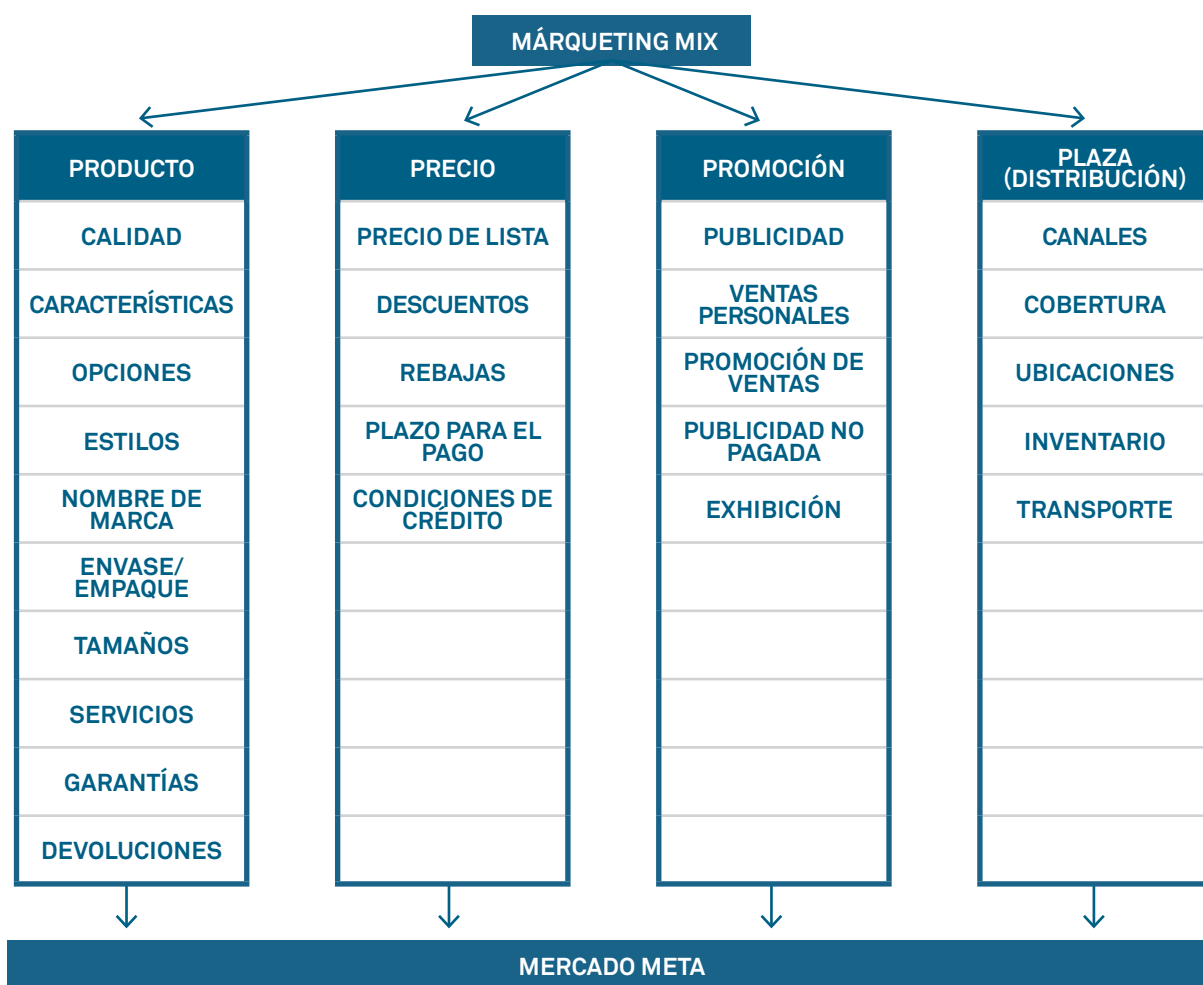 MÁRQUETING MIX
PRODUCTO
CALIDAD
CARACTERÍSTICAS
OPCIONES
ESTILOS
NOMBRE DE
MARCA
ENVASE/
EMPAQUE
TAMAÑOS
SERVICIOS
GARANTÍAS
DEVOLUCIONES
PRECIO
PRECIO DE LISTA
DESCUENTOS
REBAJAS
PLAZO PARA EL
PAGO
CONDICIONES DE
CRÉDITO
PROMOCIÓN
PUBLICIDAD
VENTAS
PERSONALES
PROMOCIÓN DE
VENTAS
PUBLICIDAD NO
PAGADA
EXHIBICIÓN
PLAZA
(DISTRIBUCIÓN)
CANALES
COBERTURA
UBICACIONES
INVENTARIO
TRANSPORTE
MERCADO META